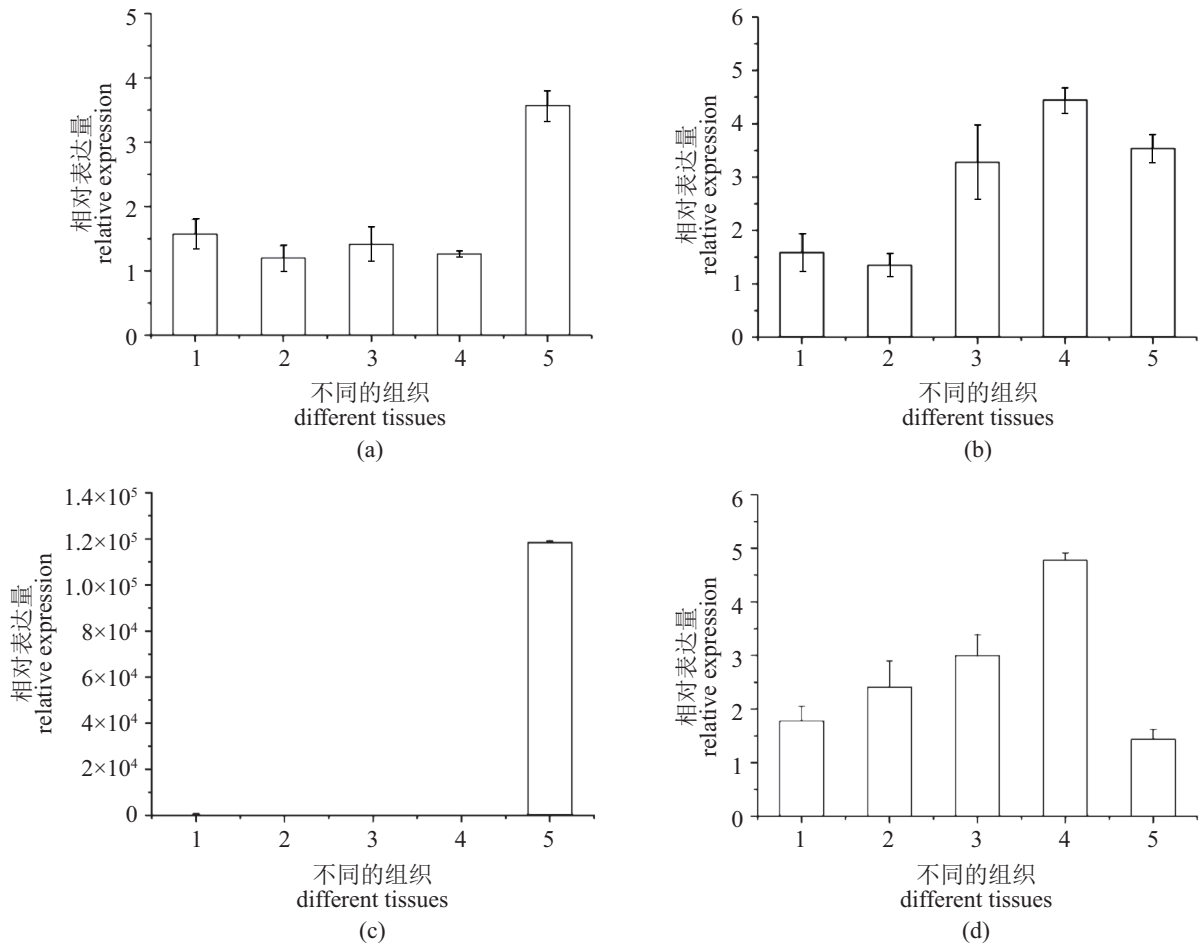 5
4
3
2
1
0
相对表达量
relative expression
1 2 3 4 5
不同的组织
different tissues
(a)
6
5
4
3
2
1
0
相对表达量
relative expression
1 2 3 4 5
不同的组织
different tissues
(b)
1.4×10⁵
1.2×10⁵
1.0×10⁵
8×10⁴
6×10⁴
4×10⁴
2×10⁴
0
相对表达量
relative expression
1 2 3 4 5
不同的组织
different tissues
(c)
6
5
4
3
2
1
0
相对表达量
relative expression
1 2 3 4 5
不同的组织
different tissues
(d)